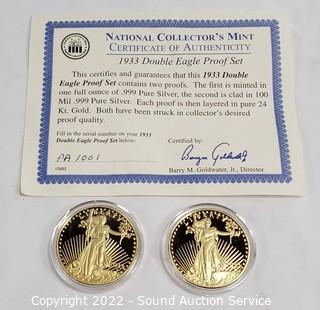 NATIONAL COLLECTOR'S MINT
CERTIFICATE OF AUTHENTICITY
1933 Double Eagle Proof Set
This certifies and guarantees that this 1933 Double
Eagle Proof Set contains two proofs. The first is minted in
one full ounce of .999 Pure Silver, the second is clad in 100
Mil .999 Pure Silver. Each proof is then layered in pure 24
Kt. Gold. Both have been struck in collector's desired
proof quality.
Fill in the serial number on your 1933
Double Eagle Proof Set below:
Certified by:
PA 1001
Barry M. Goldwater, Jr., Director
Copyright 2022 - Sound Auction Service